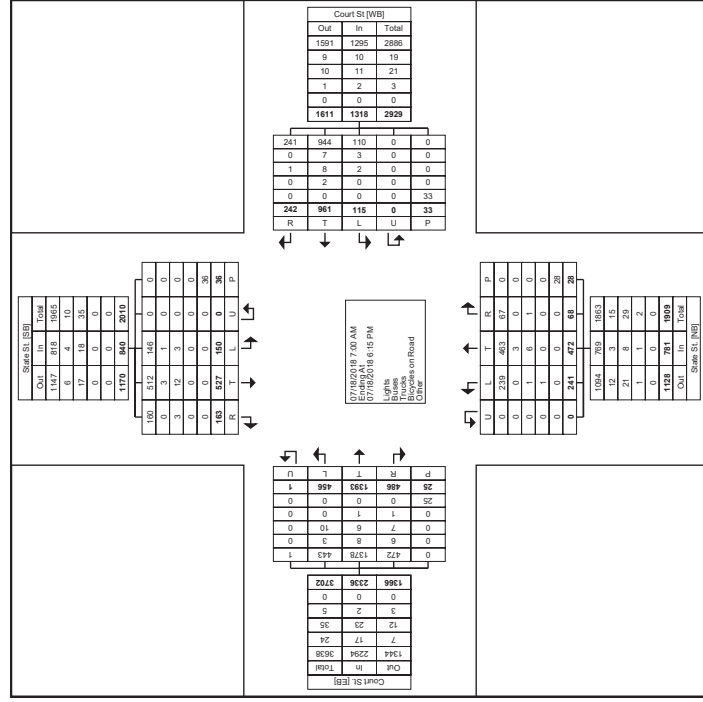 Court St [WB]
Out In Total
1591 1295 2886
9 10 19
10 11 21
1 2 3
0 0 0
1611 1318 2929
241 944 110 0 0
0 7 3 0 0
1 8 2 0 0
0 2 0 0 0
0 0 0 0 33
242 961 115 0 33
R T L U P
State St. [SB]
Out In Total
1147 818 1965
6 4 10
17 18 35
0 0 0
0 0 0
1170 840 2010
160 512 146 0 0
0 3 1 0 0
3 12 3 0 0
0 0 0 0 0
0 0 0 0 36
163 527 150 0 36
R T L U P
07/18/2018 7:00 AM
Ending At
07/18/2018 6:15 PM
Lights
Buses
Trucks
Bicycles on Road
Other
U L T R P
0 239 463 67 0
0 0 3 0 0
0 1 6 1 0
0 1 0 0 0
0 0 0 0 28
0 241 472 68 28
1094 769 1863
12 3 15
21 8 29
1 1 2
0 0 0
1128 781 1909
Out In Total
State St. [NB]
Court St. [EB]
Out In Total
1344 2294 3638
7 17 24
12 23 35
3 2 5
0 0 0
1366 2336 3702
0 472 1378 443 1
0 6 8 3 0
0 7 6 10 0
0 1 1 0 0
25 0 0 0 0
25 486 1393 456 1
P R T L U